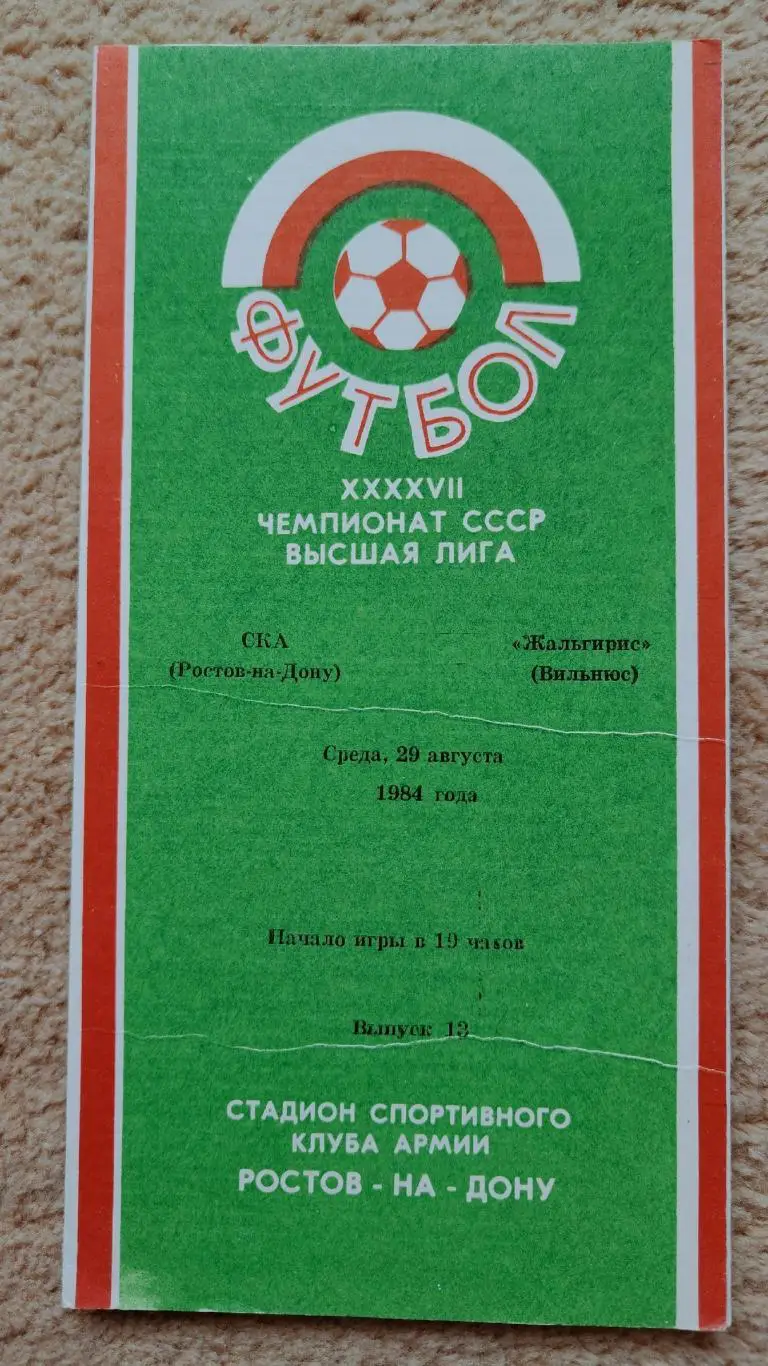 ФУТБОЛ
XXXXVII
ЧЕМПИОНАТ СССР
ВЫСШАЯ ЛИГА
СКА
(Ростов-на-Дону)
«Жальгирис»
(Вильнюс)
Среда, 29 августа
1984 года
Начало игры в 19 часов
Выпуск 13
СТАДИОН СПОРТИВНОГО
КЛУБА АРМИИ
РОСТОВ - НА - ДОНУ